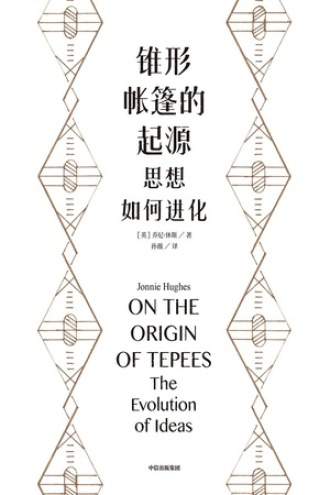 锥形
帐篷的
起源
思想
如何进化
[英]乔尼·休斯／著
孙薇／译
Jonnie Hughes
ON THE
ORIGIN
OF TEPEES
The
Evolution
of Ideas
中信出版集团